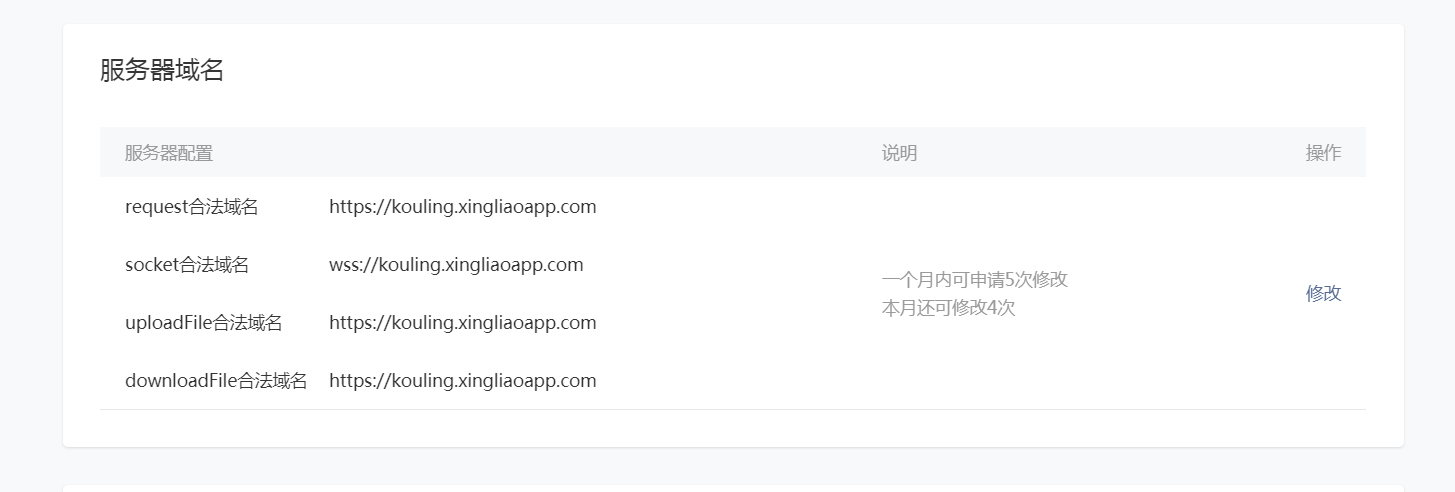 服务器域名
服务器配置 说明 操作
request合法域名 https://kouling.xingliaoapp.com
socket合法域名 wss://kouling.xingliaoapp.com
一个月内可申请5次修改
本月还可修改4次
修改
uploadFile合法域名 https://kouling.xingliaoapp.com
downloadFile合法域名 https://kouling.xingliaoapp.com